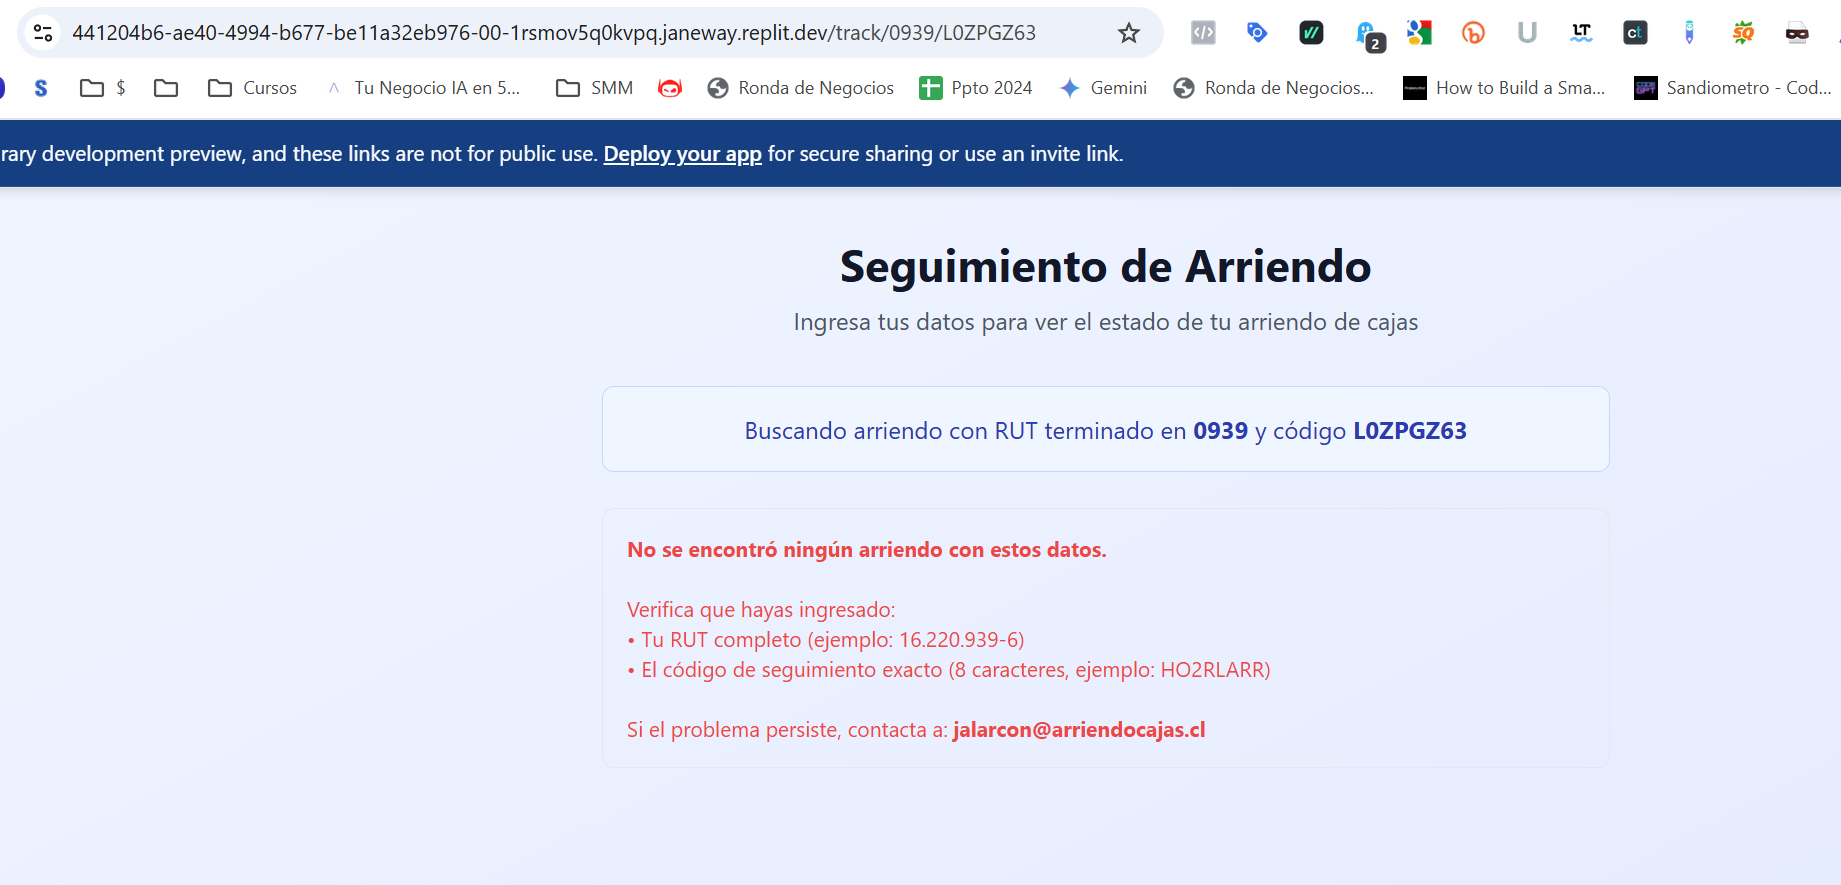 441204b6-ae40-4994-b677-be11a32eb976-00-1rsmov5q0kvpq.janeway.replit.dev/track/0939/L0ZPGZ63
</>
2
U
LT
ct
SQ
S
$
Cursos
Tu Negocio IA en 5...
SMM
Ronda de Negocios
Ppto 2024
Gemini
Ronda de Negocios...
How to Build a Sma...
Sandiometro - Cod...
rary development preview, and these links are not for public use. Deploy your app for secure sharing or use an invite link.
Seguimiento de Arriendo
Ingresa tus datos para ver el estado de tu arriendo de cajas
Buscando arriendo con RUT terminado en 0939 y código L0ZPGZ63
No se encontró ningún arriendo con estos datos.
Verifica que hayas ingresado:
• Tu RUT completo (ejemplo: 16.220.939-6)
• El código de seguimiento exacto (8 caracteres, ejemplo: HO2RLARR)
Si el problema persiste, contacta a: jalarcon@arriendocajas.cl